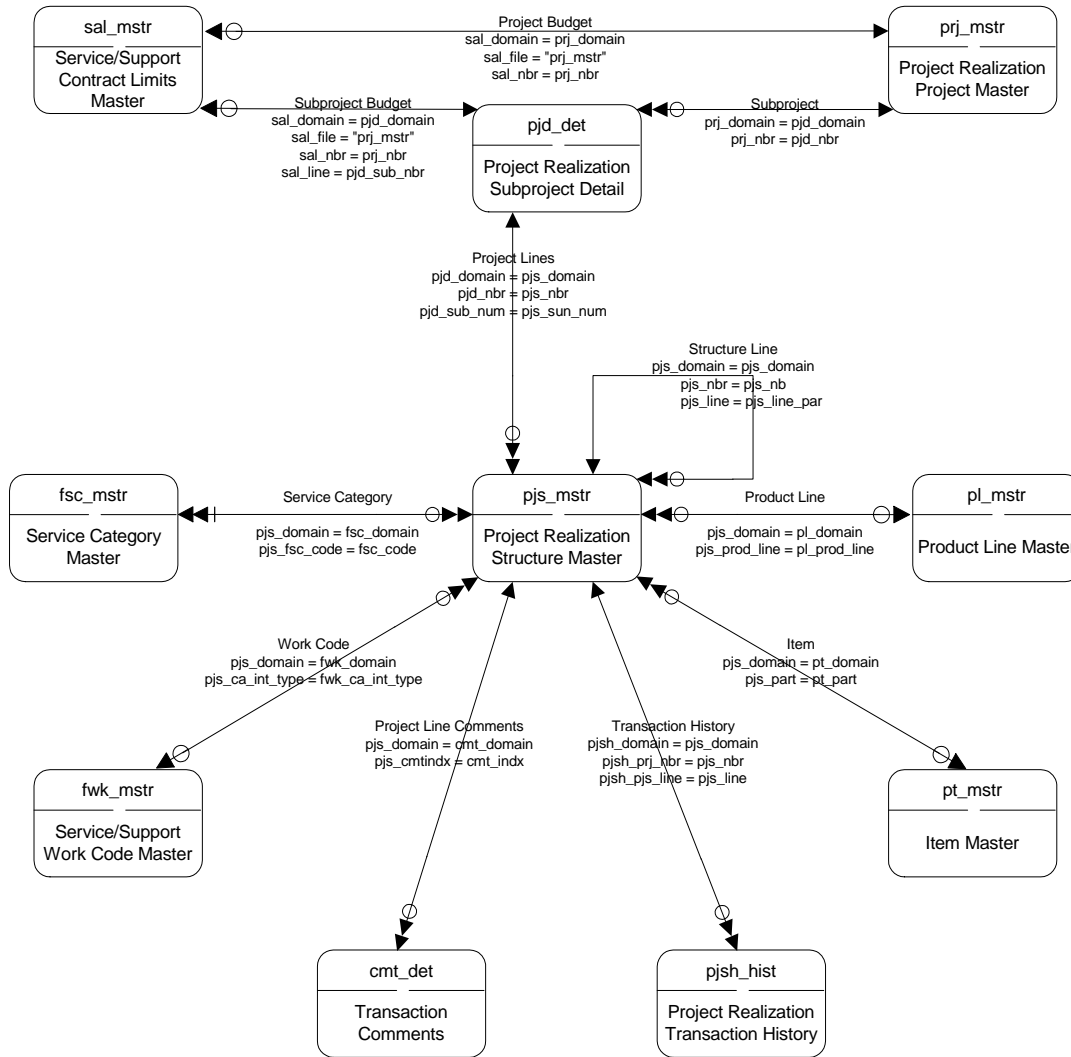 sal_mstr
Service/Support
Contract Limits
Master
Project Budget
sal_domain = prj_domain
sal_file = "prj_mstr"
sal_nbr = prj_nbr
prj_mstr
Project Realization
Project Master
Subproject Budget
sal_domain = pjd_domain
sal_file = "prj_mstr"
sal_nbr = prj_nbr
sal_line = pjd_sub_nbr
pjd_det
Project Realization
Subproject Detail
Subproject
prj_domain = pjd_domain
prj_nbr = pjd_nbr
Project Lines
pjd_domain = pjs_domain
pjd_nbr = pjs_nbr
pjd_sub_num = pjs_sun_num
Structure Line
pjs_domain = pjs_domain
pjs_nbr = pjs_nb
pjs_line = pjs_line_par
fsc_mstr
Service Category
Master
Service Category
pjs_domain = fsc_domain
pjs_fsc_code = fsc_code
pjs_mstr
Project Realization
Structure Master
Product Line
pjs_domain = pl_domain
pjs_prod_line = pl_prod_line
pl_mstr
Product Line Master
Work Code
pjs_domain = fwk_domain
pjs_ca_int_type = fwk_ca_int_type
Item
pjs_domain = pt_domain
pjs_part = pt_part
Project Line Comments
pjs_domain = cmt_domain
pjs_cmtindx = cmt_indx
Transaction History
pjsh_domain = pjs_domain
pjsh_prj_nbr = pjs_nbr
pjsh_pjs_line = pjs_line
fwk_mstr
Service/Support
Work Code Master
pt_mstr
Item Master
cmt_det
Transaction
Comments
pjsh_hist
Project Realization
Transaction History